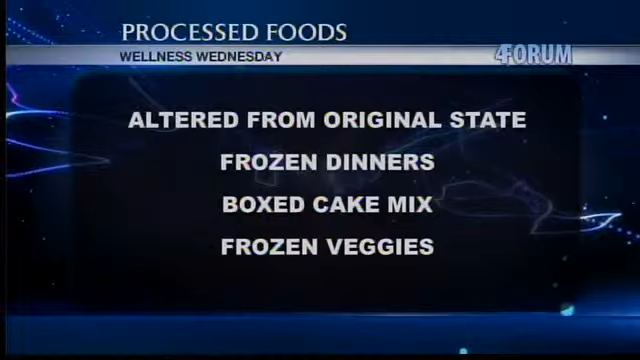 PROCESSED FOODS
WELLNESS WEDNESDAY
4FORUM
ALTERED FROM ORIGINAL STATE
FROZEN DINNERS
BOXED CAKE MIX
FROZEN VEGGIES